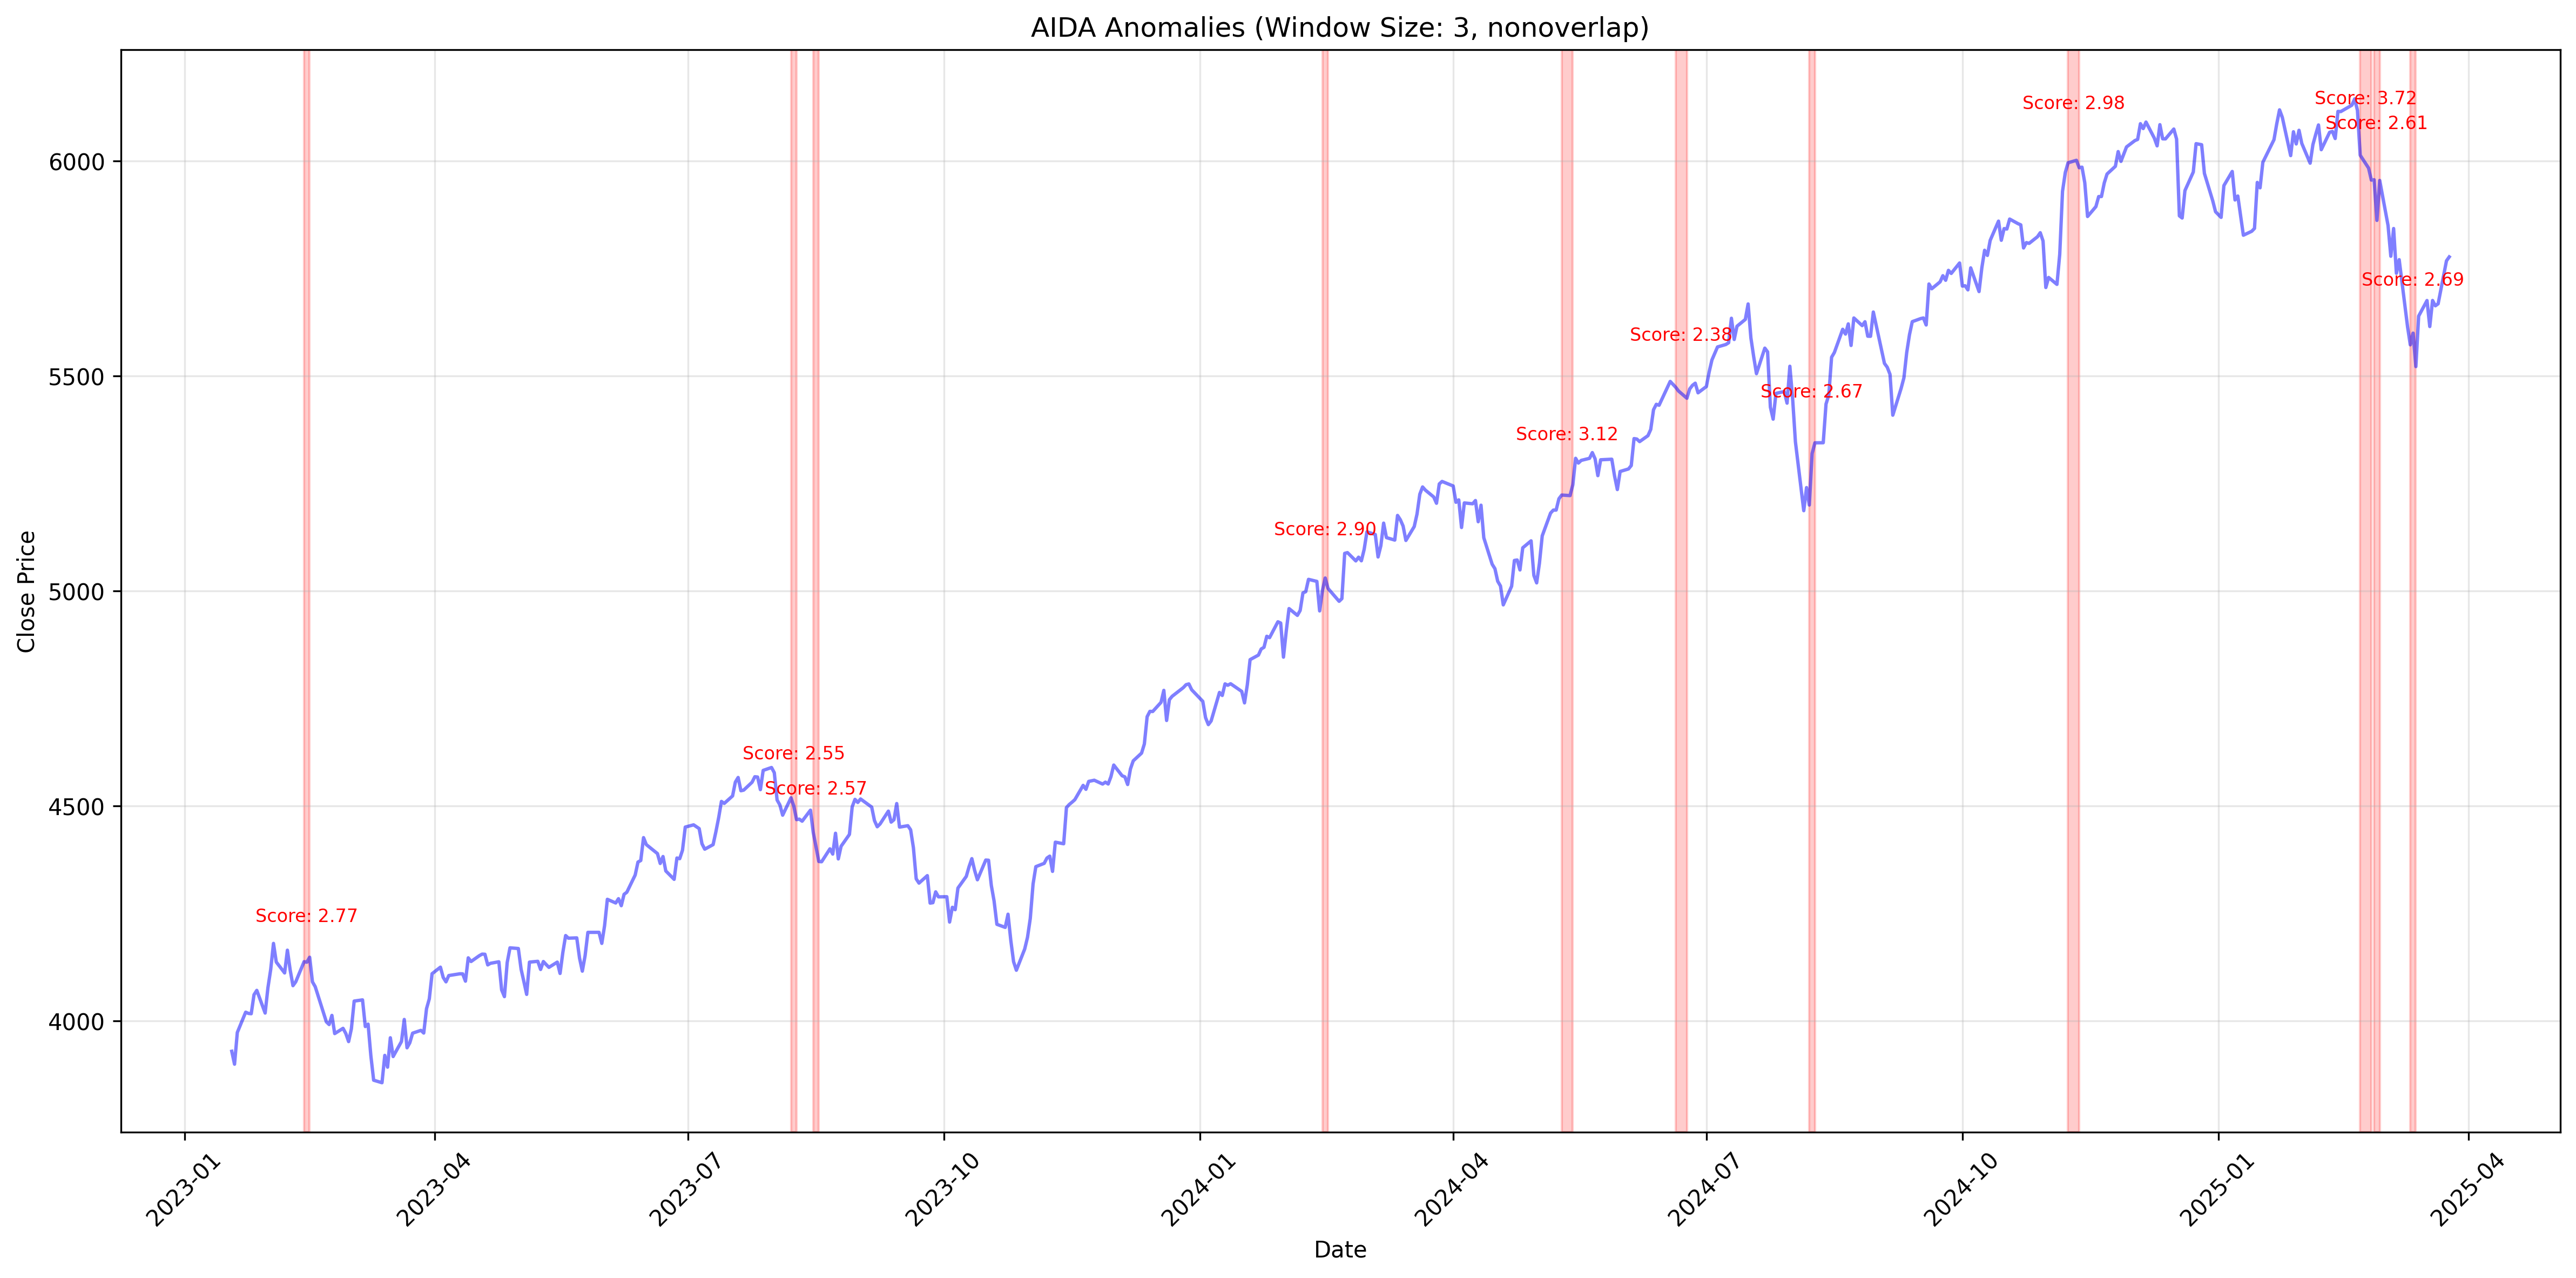 AIDA Anomalies (Window Size: 3, nonoverlap)
Score: 3.72
Score: 2.98
Score: 2.61
6000
Score: 2.69
Score: 2.38
5500
Score: 2.67
Score: 3.12
Close Price
Score: 2.90
5000
Score: 2.55
4500
Score: 2.57
Score: 2.77
4000
2023-01
2023-04
2023-07
2023-10
2024-01
2024-04
2024-07
2024-10
2025-01
2025-04
Date